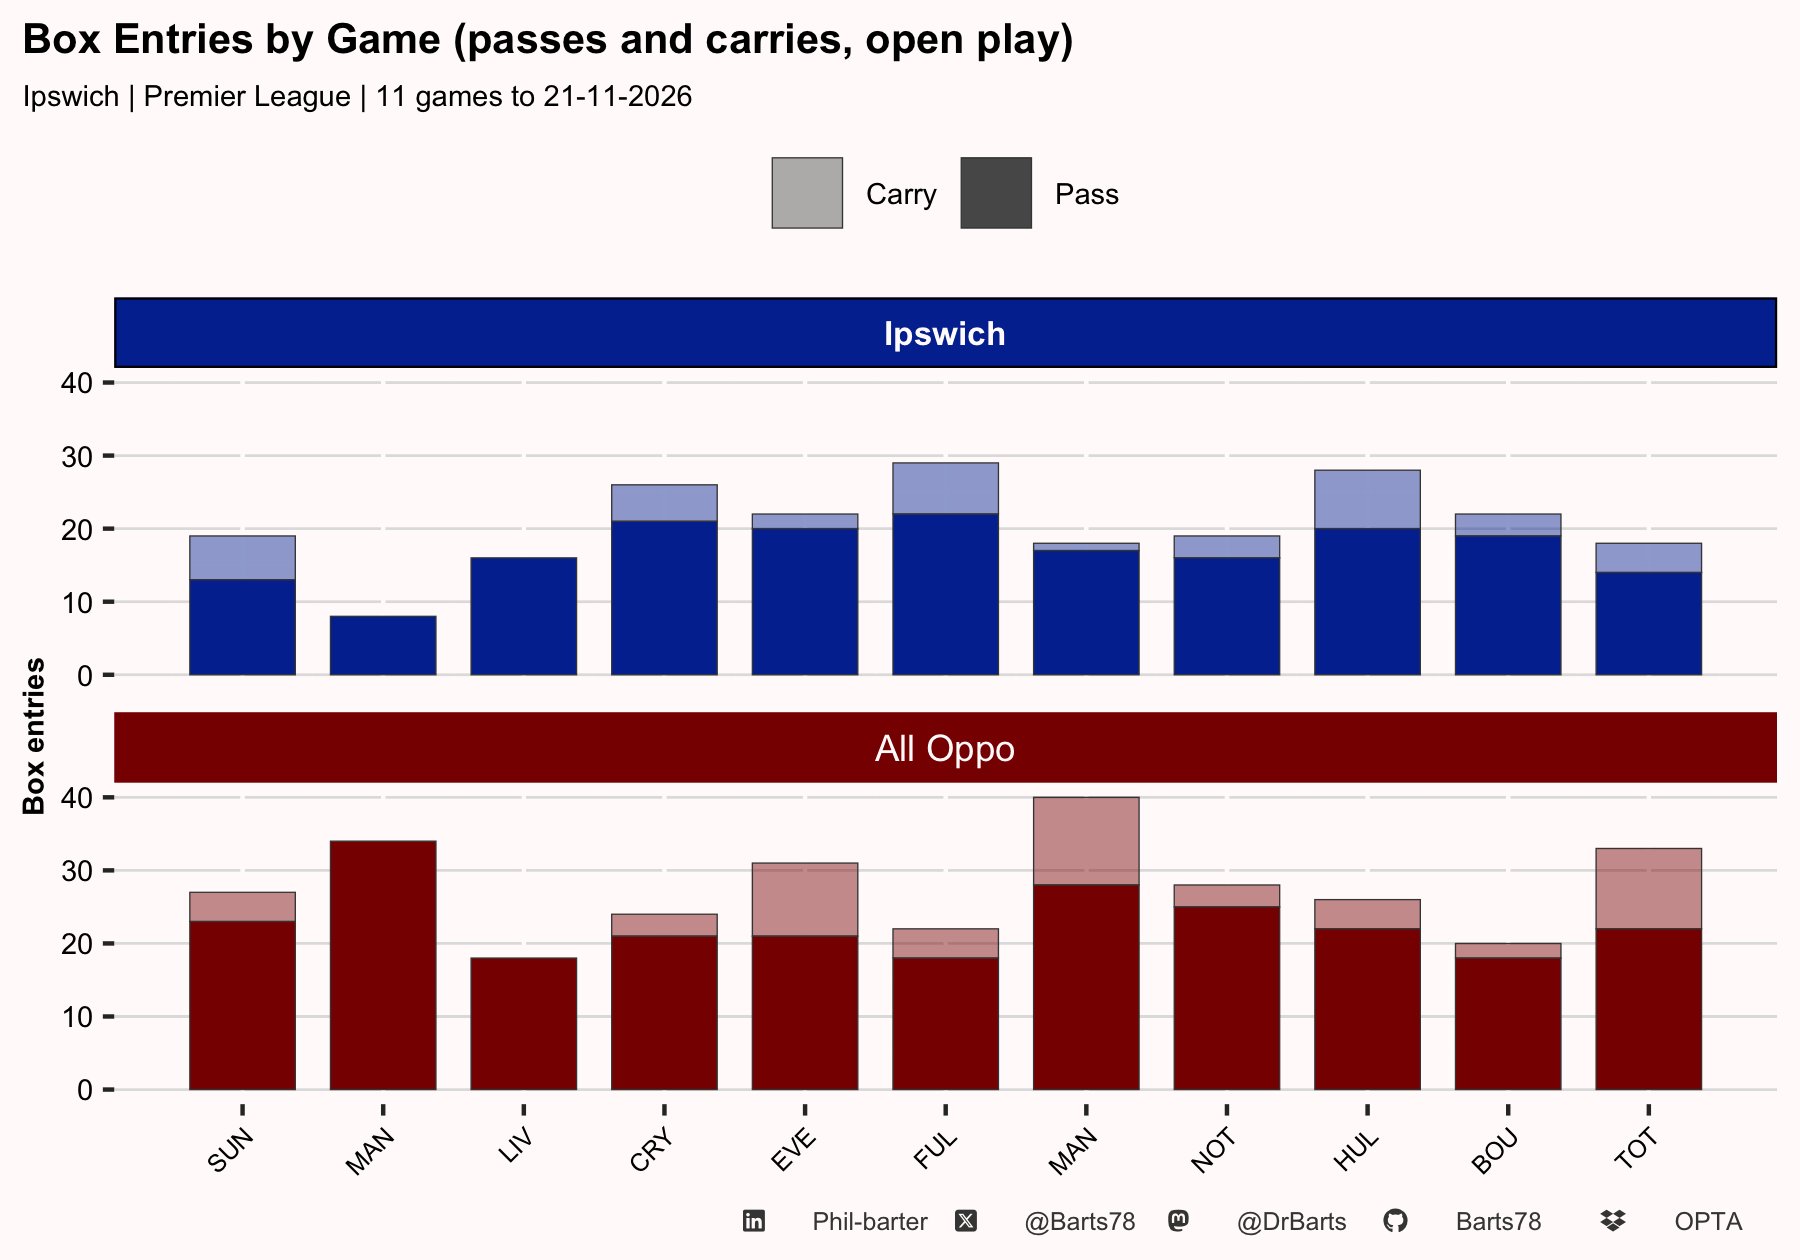 Box Entries by Game (passes and carries, open play)
Ipswich | Premier League | 11 games to 21-11-2026
Carry Pass
Ipswich
40
30
20
10
0
Box entries
All Oppo
40
30
20
10
0
SUN MAN LIV CRY EVE FUL MAN NOT HUL BOU TOT
Phil-barter @Barts78 @DrBarts Barts78 OPTA